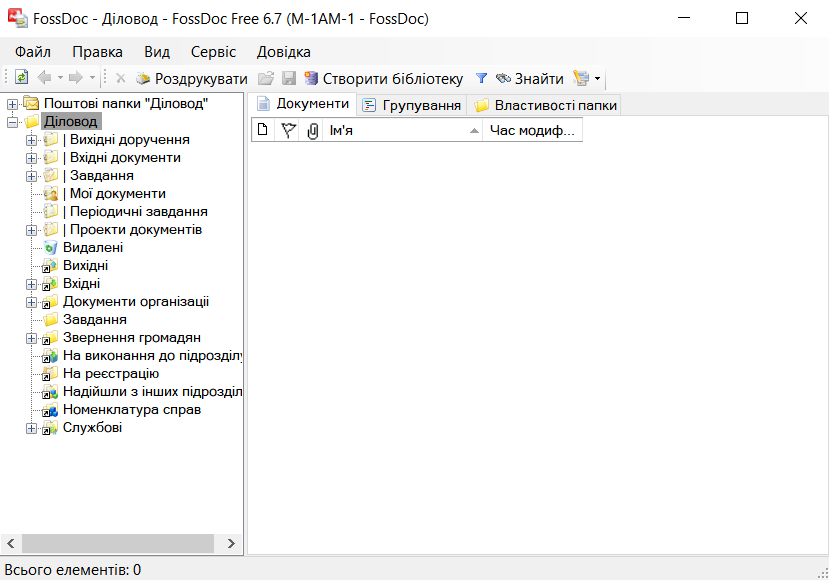 FossDoc - Діловод - FossDoc Free 6.7 (M-1AM-1 - FossDoc)
Файл Правка Вид Сервіс Довідка
Роздрукувати Створити бібліотеку Знайти
Поштові папки "Діловод"
Діловод
| Вихідні доручення
| Вхідні документи
| Завдання
| Мої документи
| Періодичні завдання
| Проекти документів
Видалені
Вихідні
Вхідні
Документи організації
Завдання
Звернення громадян
На виконання до підрозділу
На реєстрацію
Надійшли з інших підрозділ
Номенклатура справ
Службові
Документи Групування Властивості папки
Ім'я Час модиф...
Всього елементів: 0